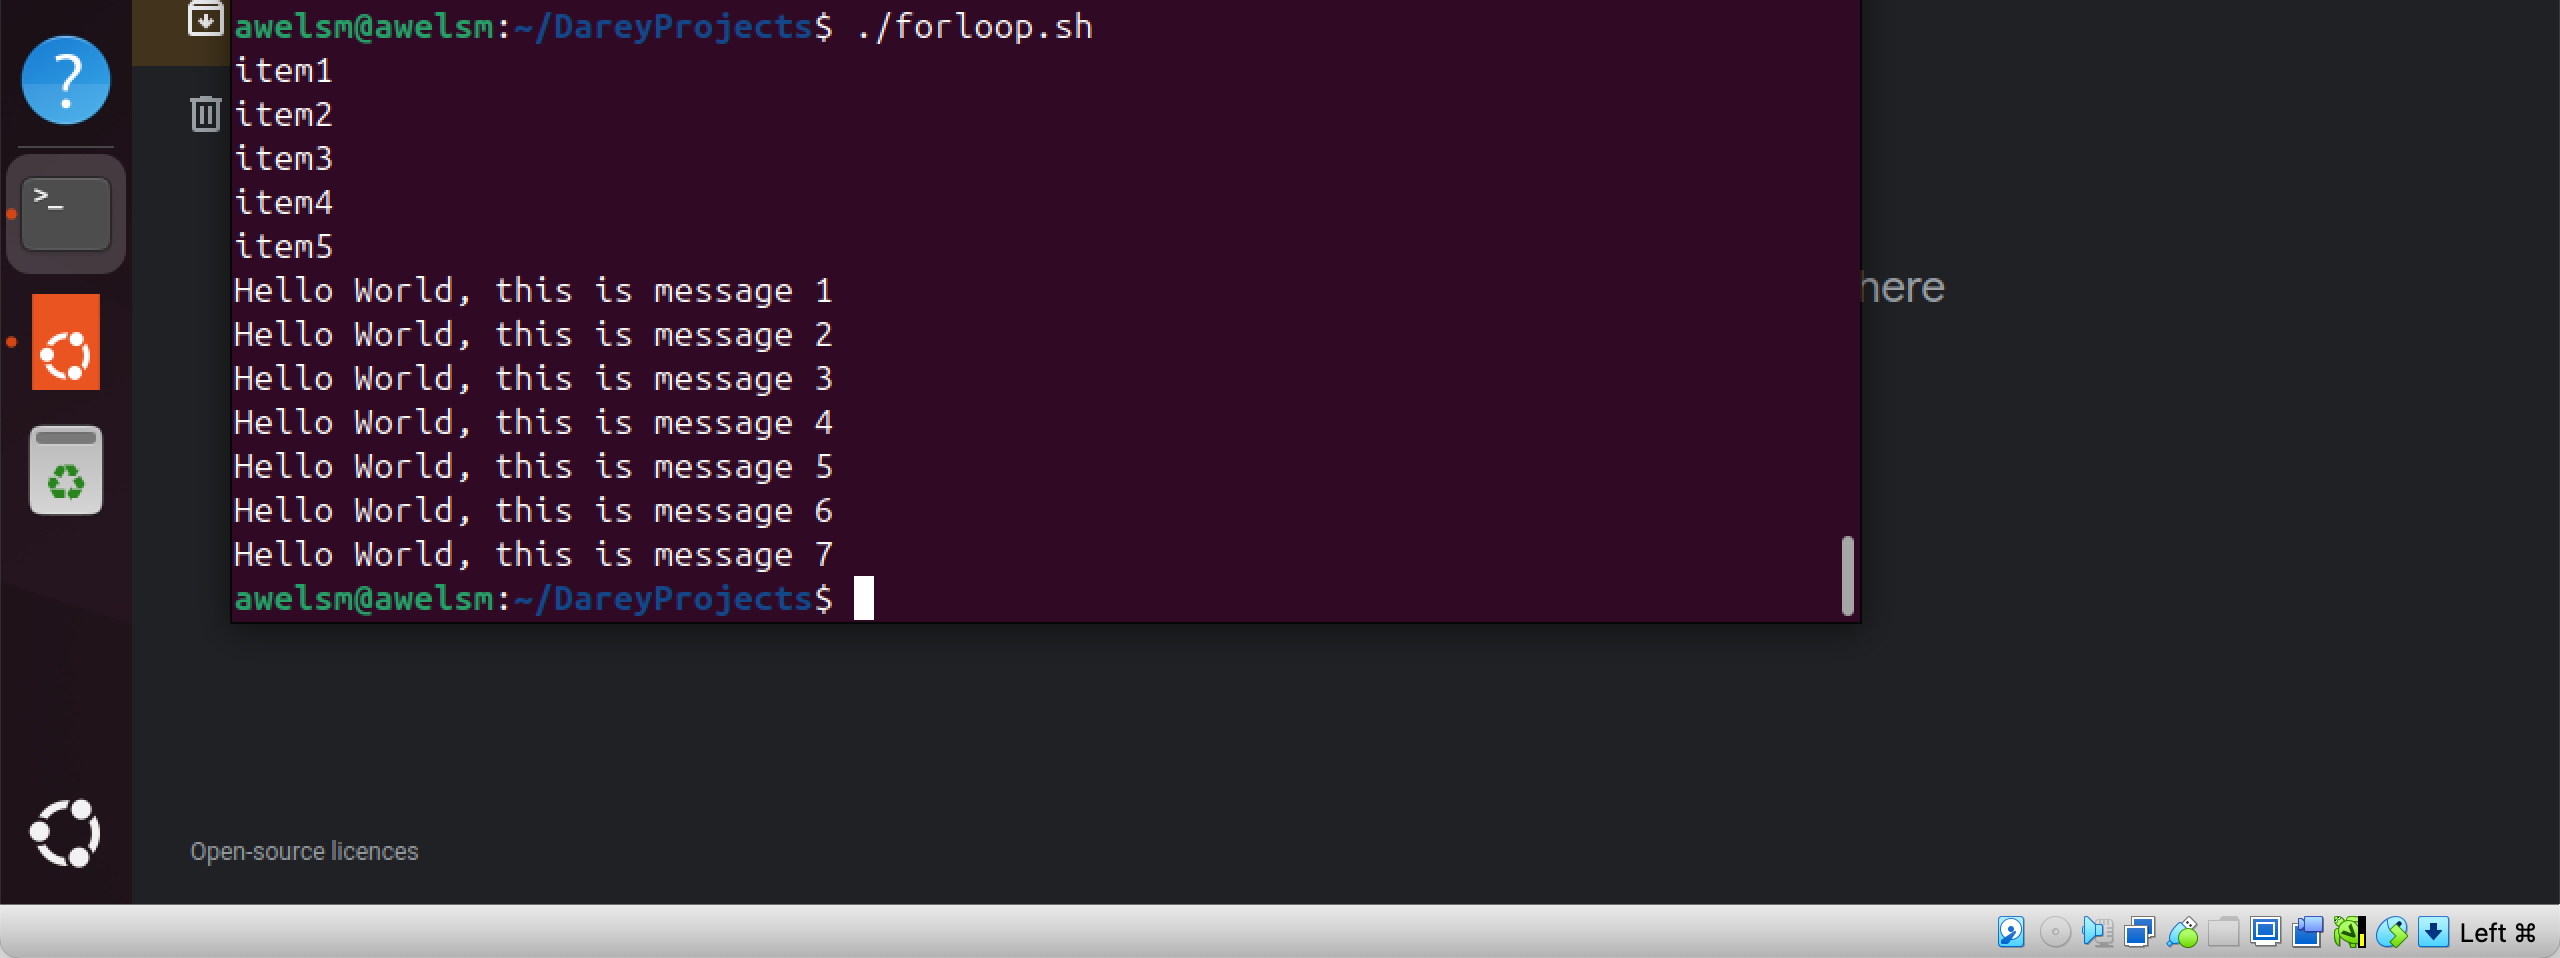 awelsm@awelsm:~/DareyProjects$ ./forloop.sh
item1
item2
item3
item4
item5
Hello World, this is message 1
Hello World, this is message 2
Hello World, this is message 3
Hello World, this is message 4
Hello World, this is message 5
Hello World, this is message 6
Hello World, this is message 7
awelsm@awelsm:~/DareyProjects$
here
Open-source licences
Left ⌘